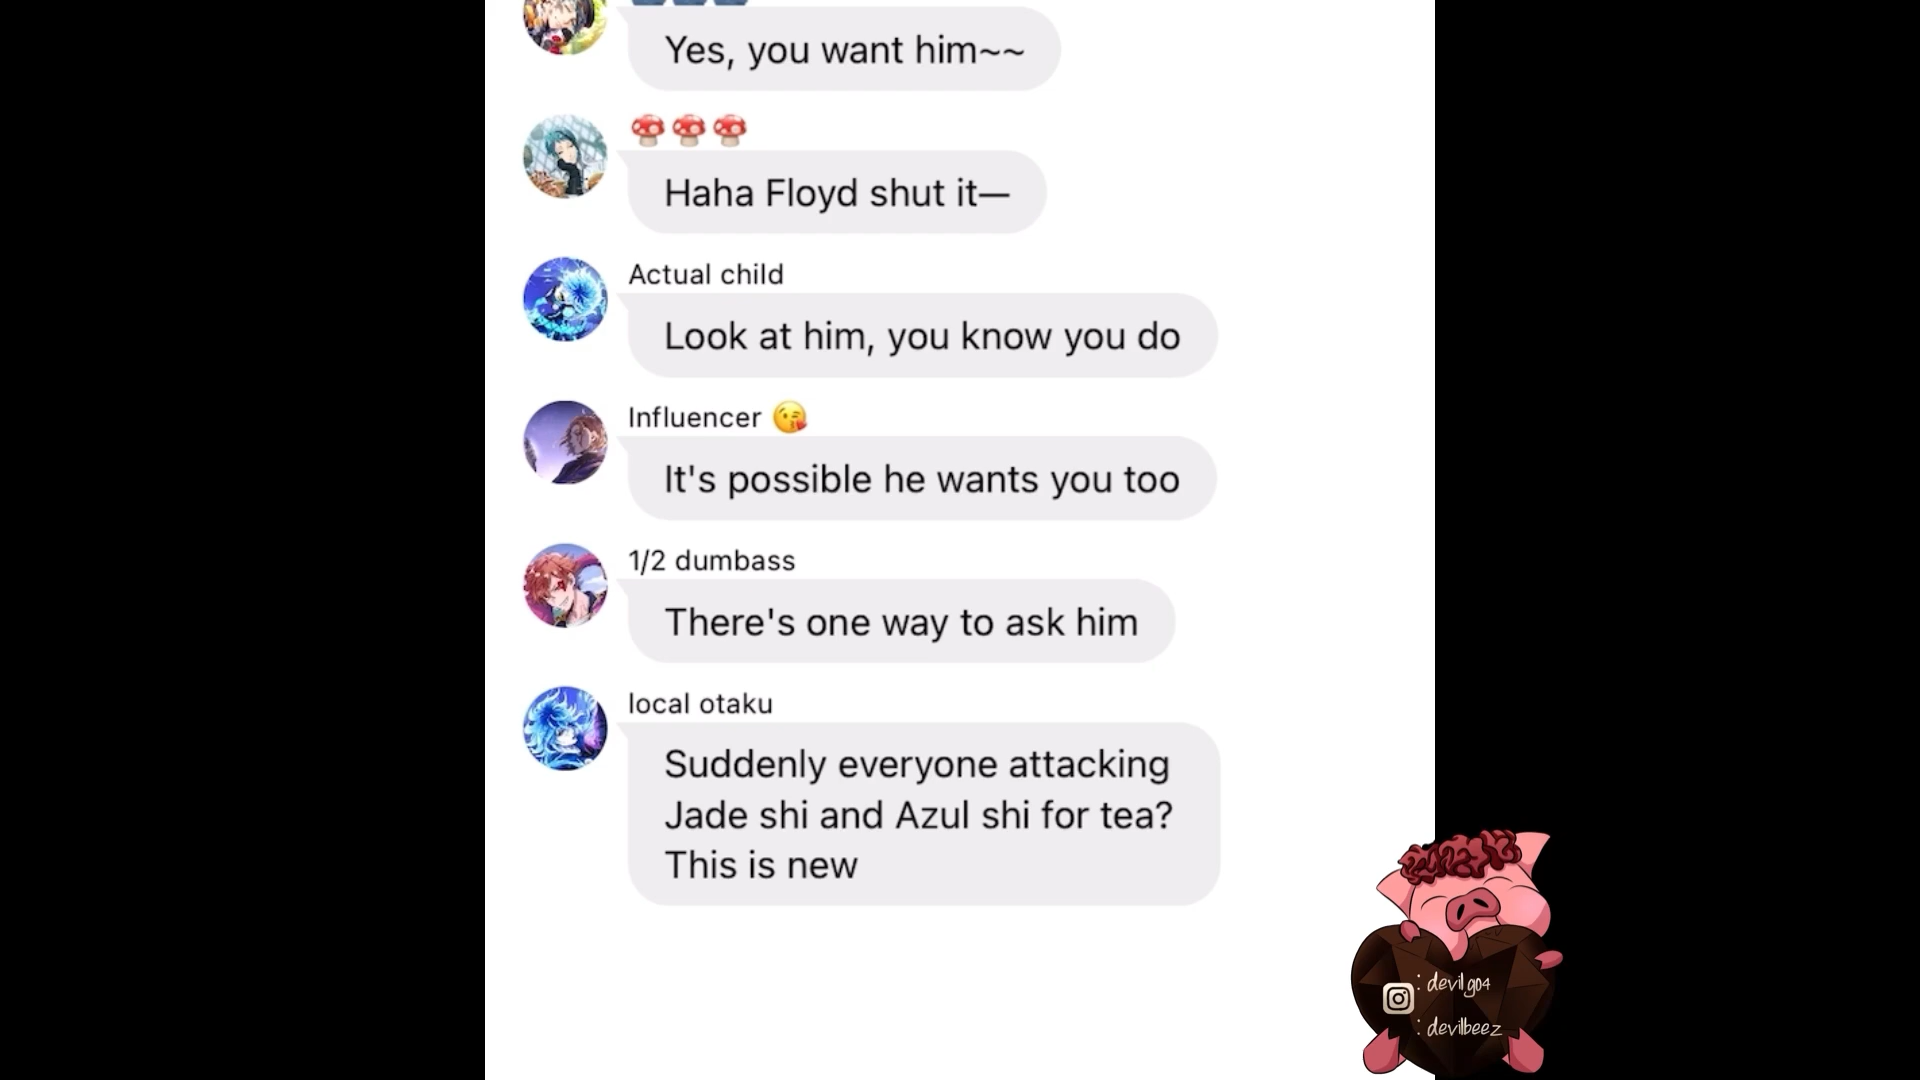 Yes, you want him~~
🍄🍄🍄
Haha Floyd shut it—
Actual child
Look at him, you know you do
Influencer 😘
It's possible he wants you too
1/2 dumbass
There's one way to ask him
local otaku
Suddenly everyone attacking
Jade shi and Azul shi for tea?
This is new
: devilg04
: devilbeez